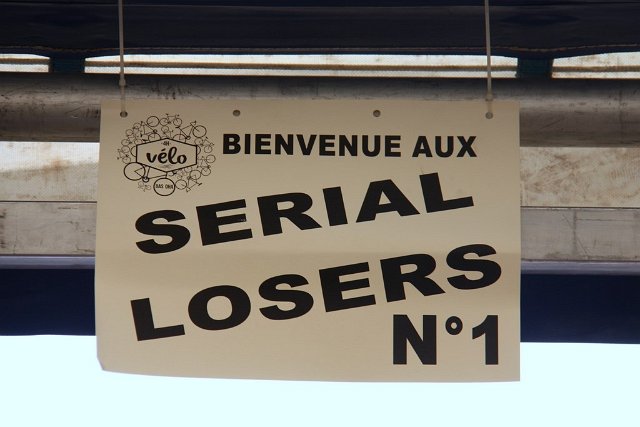 BIENVENUE AUX
SERIAL
LOSERS
N°1
vélo